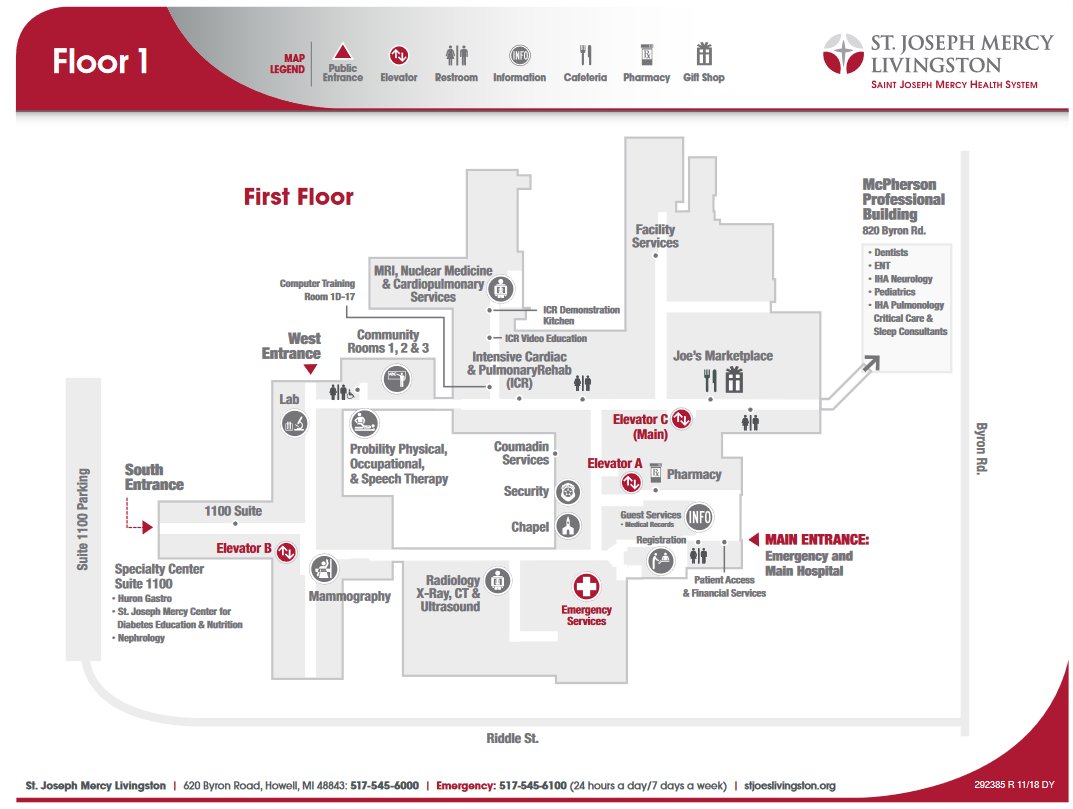 Floor 1
MAP
LEGEND
Public
Entrance
Elevator
Restroom
INFO
Information
Cafeteria
Pharmacy
Gift Shop
ST. JOSEPH MERCY
LIVINGSTON
SAINT JOSEPH MERCY HEALTH SYSTEM
First Floor
McPherson
Professional
Building
820 Byron Rd.
• Dentists
• ENT
• IHA Neurology
• Pediatrics
• IHA Pulmonology
Critical Care &
Sleep Consultants
Facility
Services
MRI, Nuclear Medicine
& Cardiopulmonary
Services
Computer Training
Room 1D-17
ICR Demonstration
Kitchen
ICR Video Education
West
Entrance
Community
Rooms 1, 2 & 3
Intensive Cardiac
& PulmonaryRehab
(ICR)
Joe's Marketplace
Lab
Elevator C
(Main)
Probility Physical,
Occupational,
& Speech Therapy
Coumadin
Services
Elevator A
Pharmacy
Security
South
Entrance
1100 Suite
Chapel
Guest Services
• Medical Records
INFO
Registration
MAIN ENTRANCE:
Emergency and
Main Hospital
Elevator B
Suite 1100 Parking
Byron Rd.
Specialty Center
Suite 1100
• Huron Gastro
• St. Joseph Mercy Center for
Diabetes Education & Nutrition
• Nephrology
Mammography
Radiology
X-Ray, CT &
Ultrasound
Emergency
Services
Patient Access
& Financial Services
Riddle St.
St. Joseph Mercy Livingston | 620 Byron Road, Howell, MI 48843: 517-545-6000 | Emergency: 517-545-6100 (24 hours a day/7 days a week) | stjoeslivingston.org
292385 R 11/18 DY